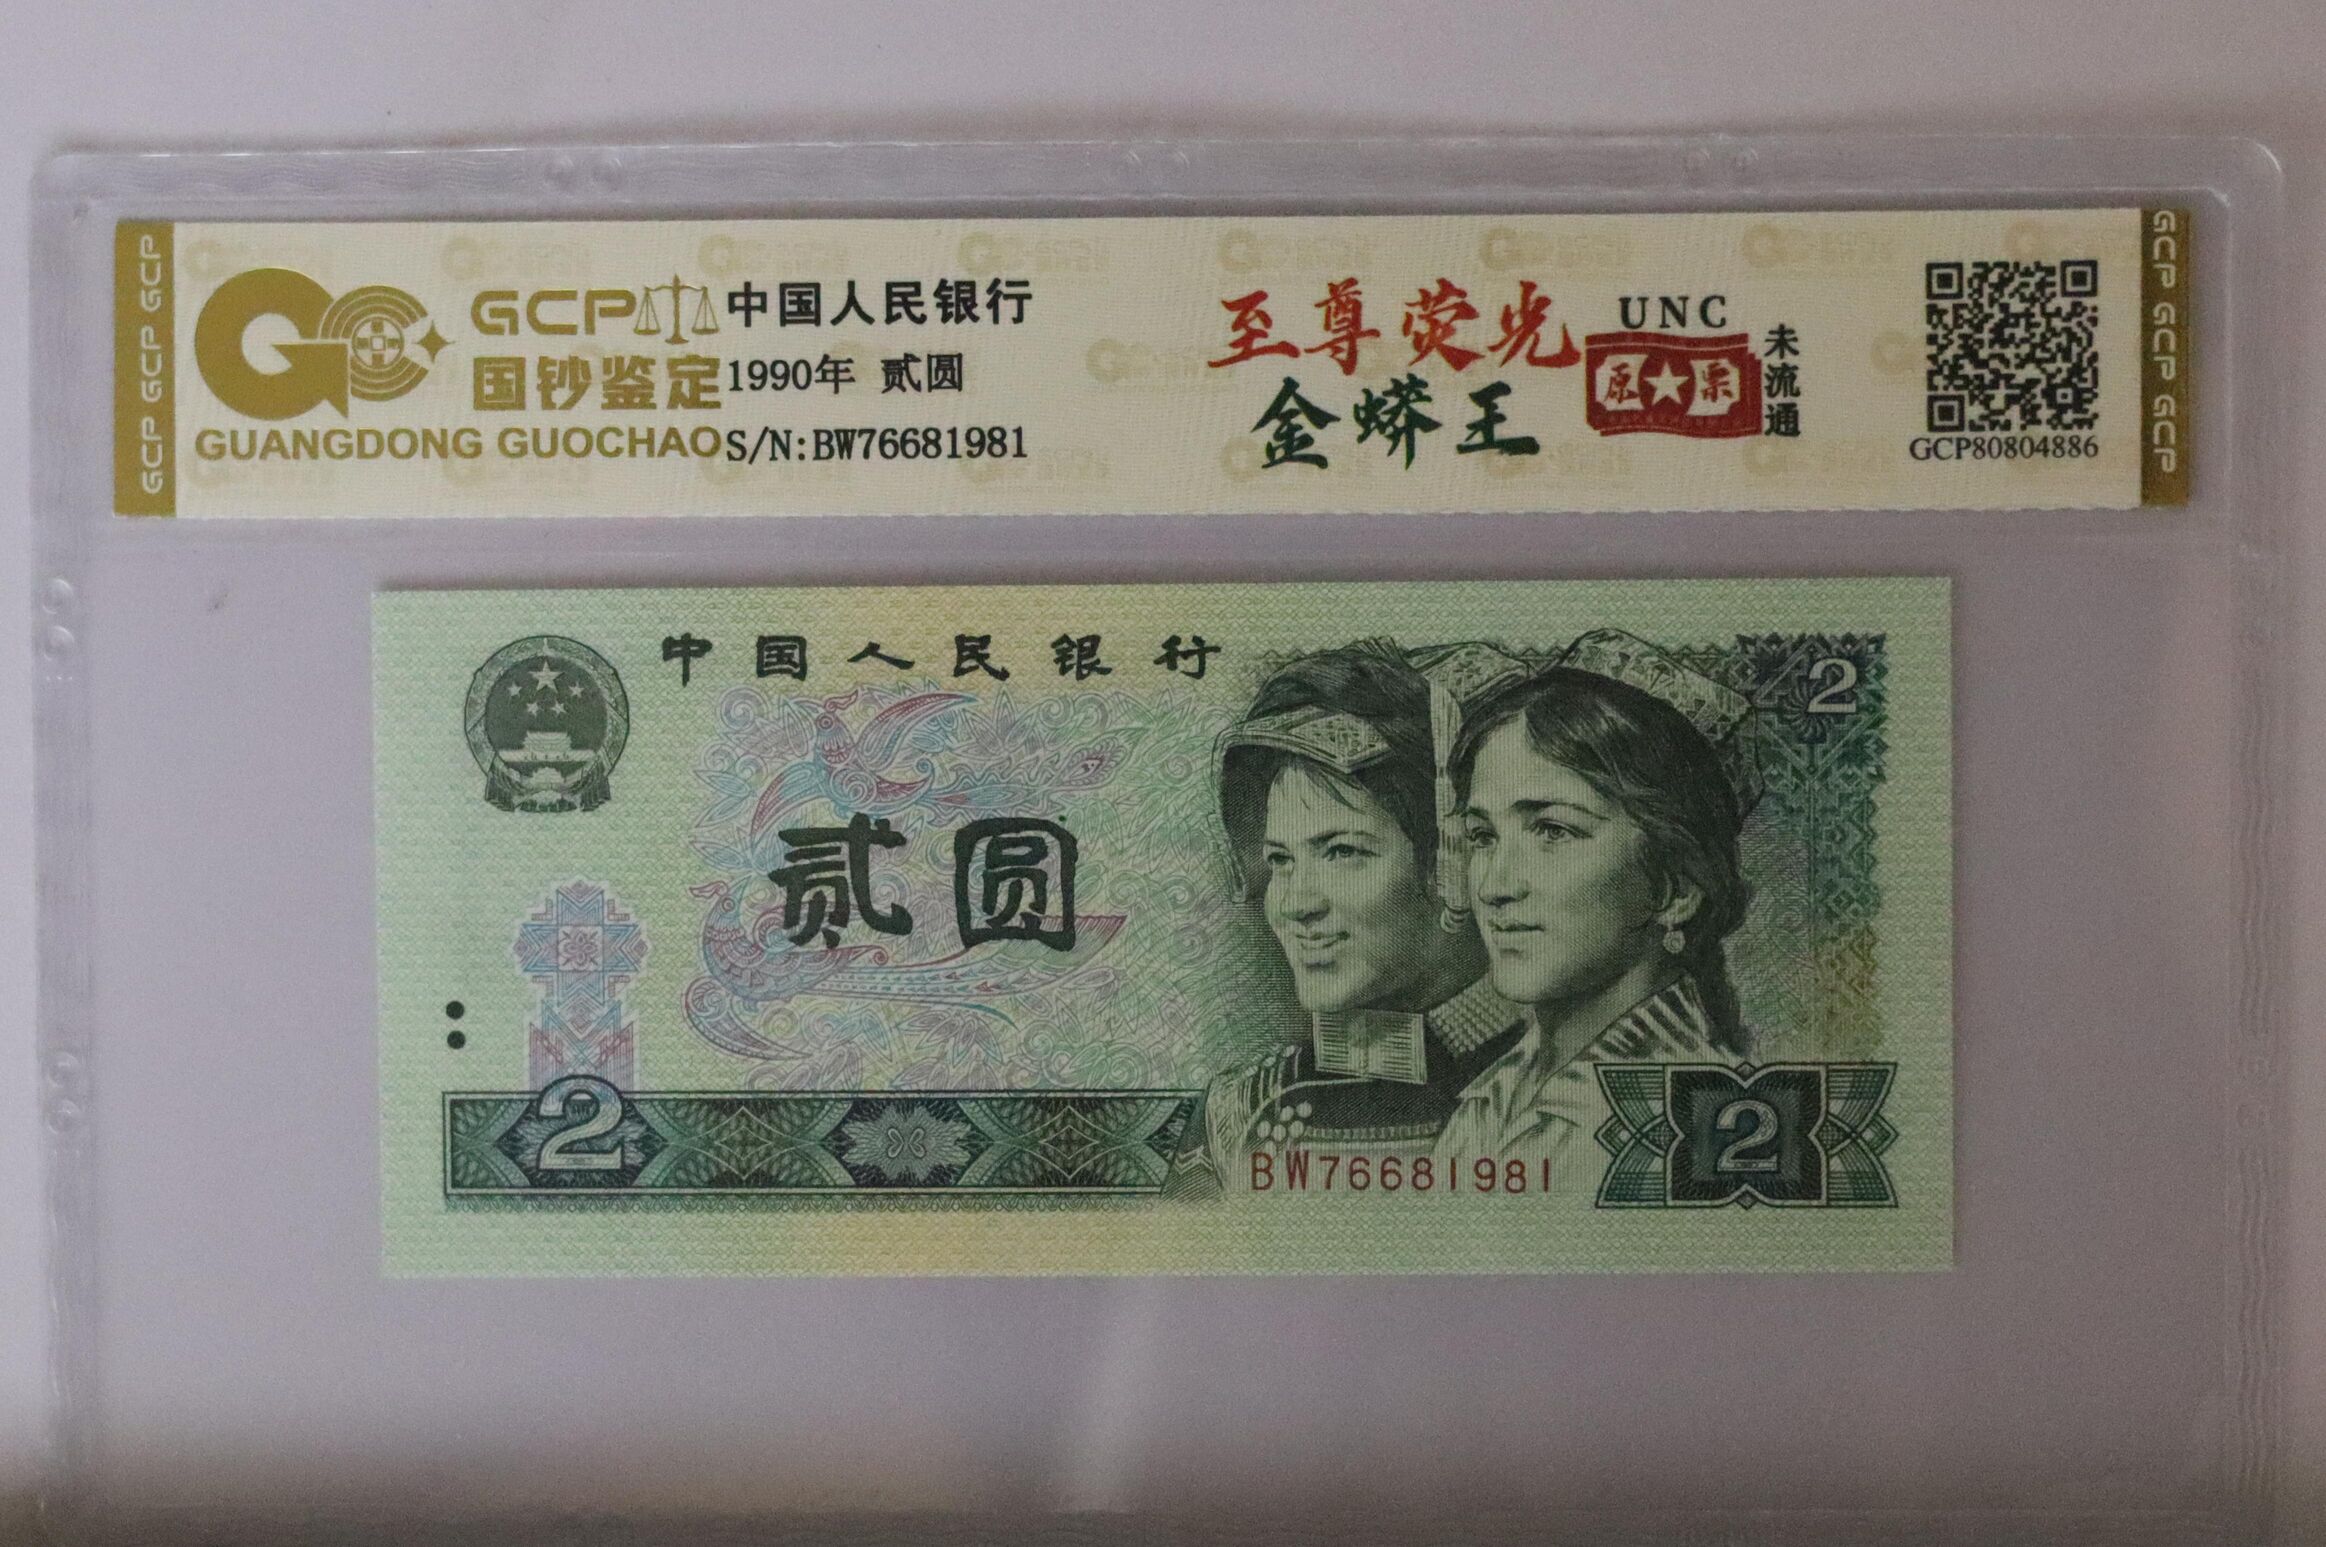 GCP GCP GCP
GCP 中国人民银行
国钞鉴定 1990年 贰圆
GUANGDONG GUOCHAO S/N:BW76681981
至尊荧光
金蟒王
UNC
原★票
未流通
GCP80804886
GCP GCP GCP
中国人民银行
2
贰圆
2
BW76681981
2